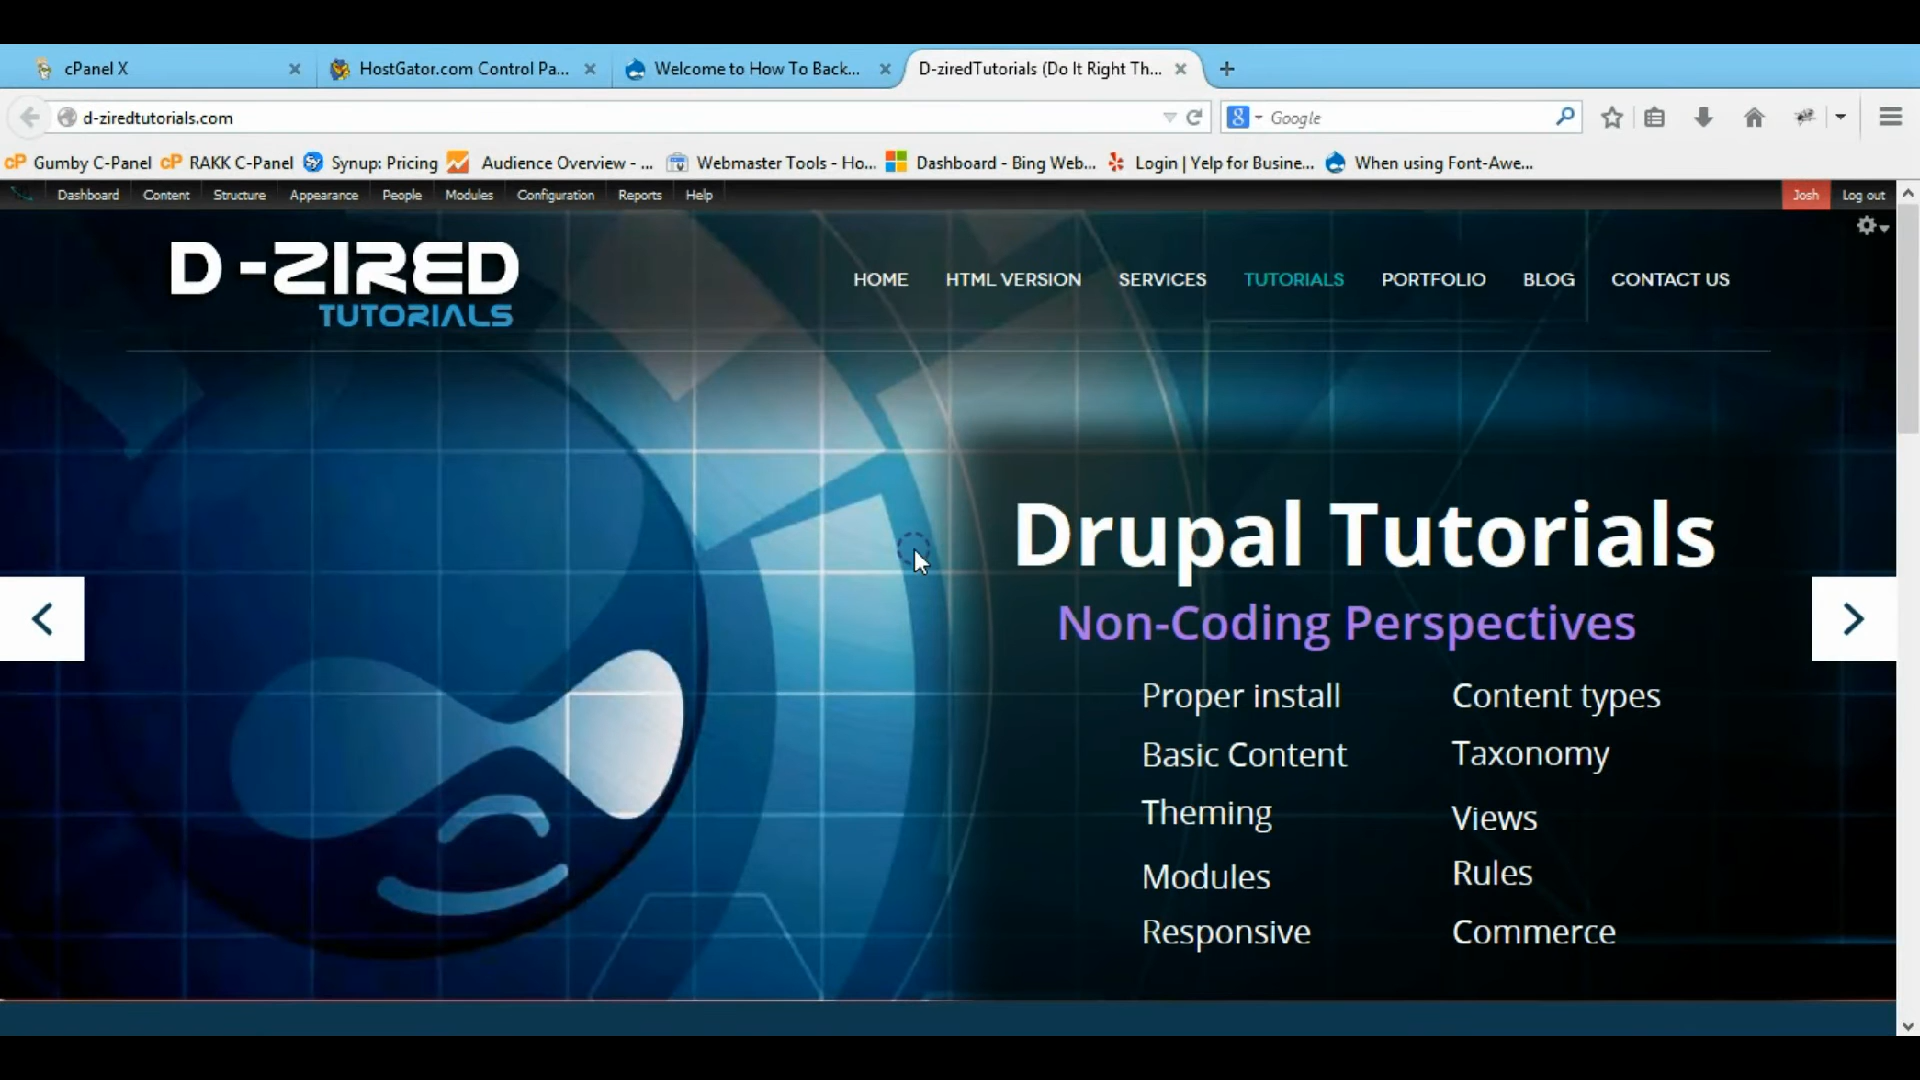 cPanel X
HostGator.com Control Pa...
Welcome to How To Back...
D-ziredTutorials (Do It Right Th...
d-ziredtutorials.com
Google
Gumby C-Panel
RAKK C-Panel
Synup: Pricing
Audience Overview - ...
Webmaster Tools - Ho...
Dashboard - Bing Web...
Login | Yelp for Busine...
When using Font-Awe...
Dashboard
Content
Structure
Appearance
People
Modules
Configuration
Reports
Help
Josh
Log out
D-ZIRED
TUTORIALS
HOME
HTML VERSION
SERVICES
TUTORIALS
PORTFOLIO
BLOG
CONTACT US
Drupal Tutorials
Non-Coding Perspectives
Proper install
Content types
Basic Content
Taxonomy
Theming
Views
Modules
Rules
Responsive
Commerce